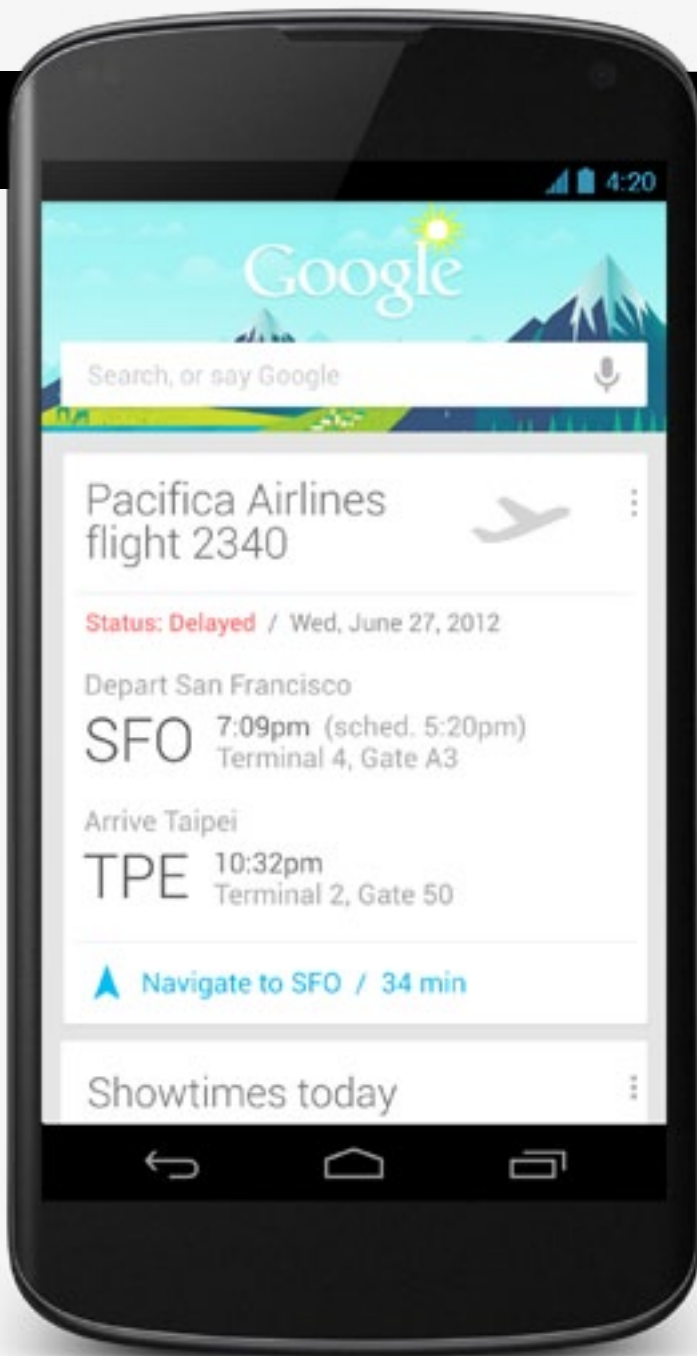 4:20
Google
Search, or say Google
Pacifica Airlines
flight 2340
Status: Delayed / Wed, June 27, 2012
Depart San Francisco
SFO 7:09pm (sched. 5:20pm)
Terminal 4, Gate A3
Arrive Taipei
TPE 10:32pm
Terminal 2, Gate 50
Navigate to SFO / 34 min
Showtimes today